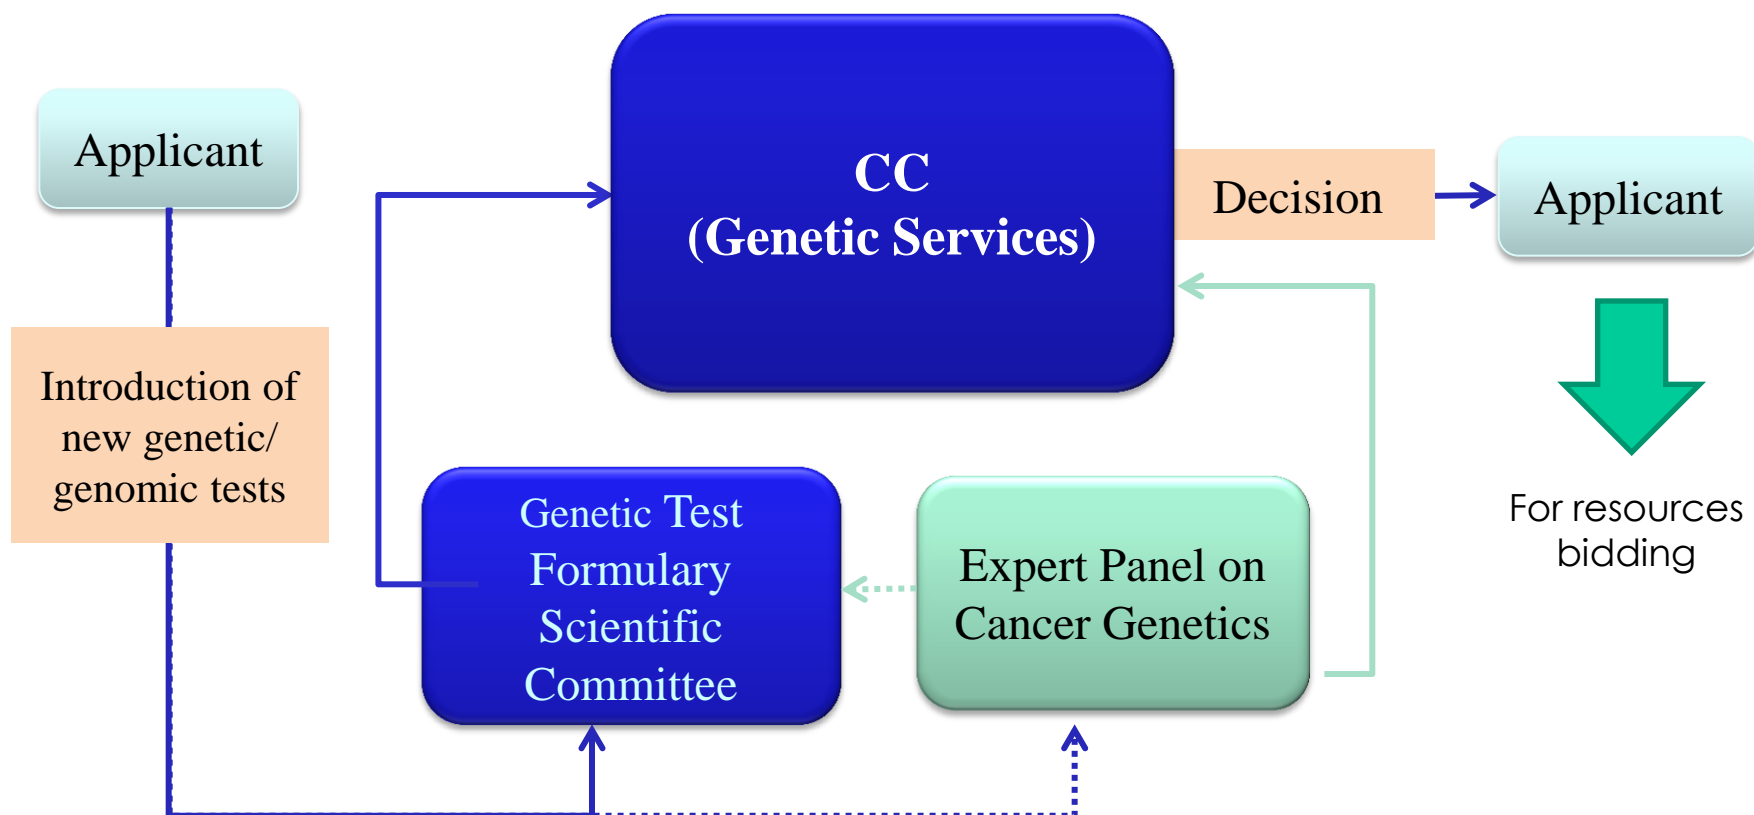 Applicant
Introduction of
new genetic/
genomic tests
CC
(Genetic Services)
Decision
Applicant
For resources
bidding
Genetic Test
Formulary
Scientific
Committee
Expert Panel on
Cancer Genetics